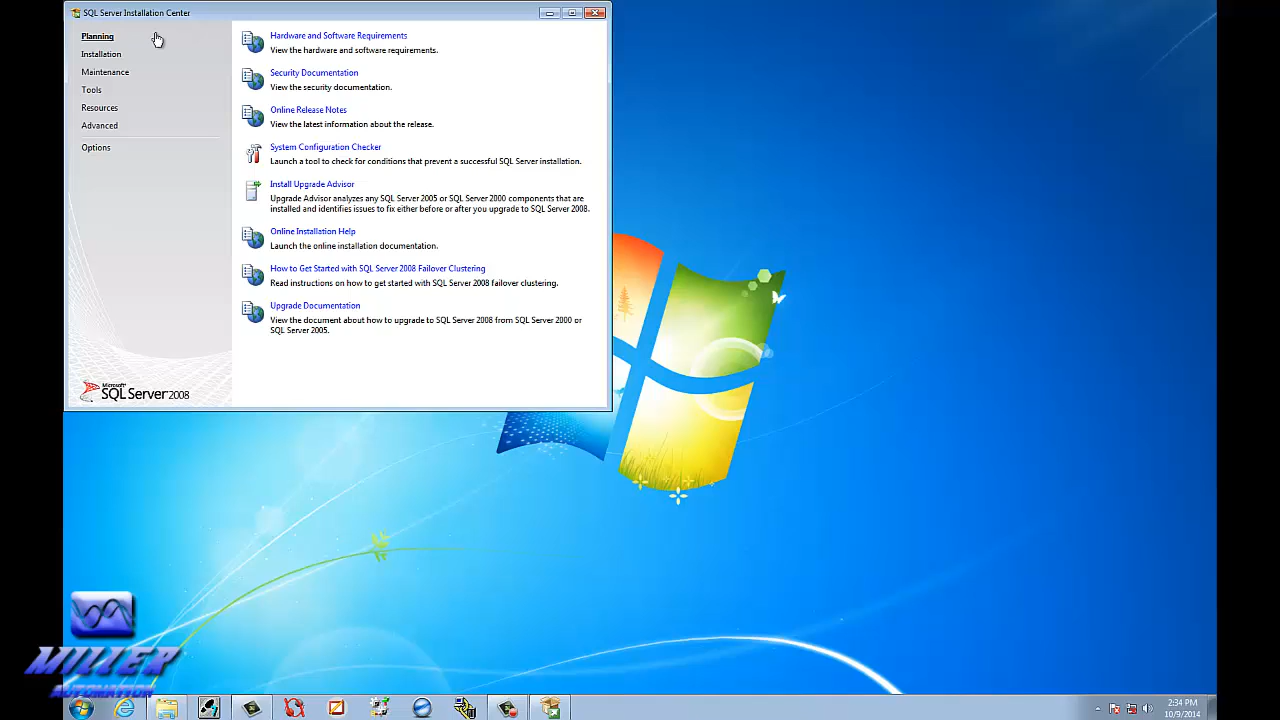 SQL Server Installation Center
Planning
Installation
Maintenance
Tools
Resources
Advanced
Options
Microsoft
SQL Server 2008
Hardware and Software Requirements
View the hardware and software requirements.
Security Documentation
View the security documentation.
Online Release Notes
View the latest information about the release.
System Configuration Checker
Launch a tool to check for conditions that prevent a successful SQL Server installation.
Install Upgrade Advisor
Upgrade Advisor analyzes any SQL Server 2005 or SQL Server 2000 components that are
installed and identifies issues to fix either before or after you upgrade to SQL Server 2008.
Online Installation Help
Launch the online installation documentation.
How to Get Started with SQL Server 2008 Failover Clustering
Read instructions on how to get started with SQL Server 2008 failover clustering.
Upgrade Documentation
View the document about how to upgrade to SQL Server 2008 from SQL Server 2000 or
SQL Server 2005.
MILLER
AUTOMATION
2:34 PM
10/9/2014